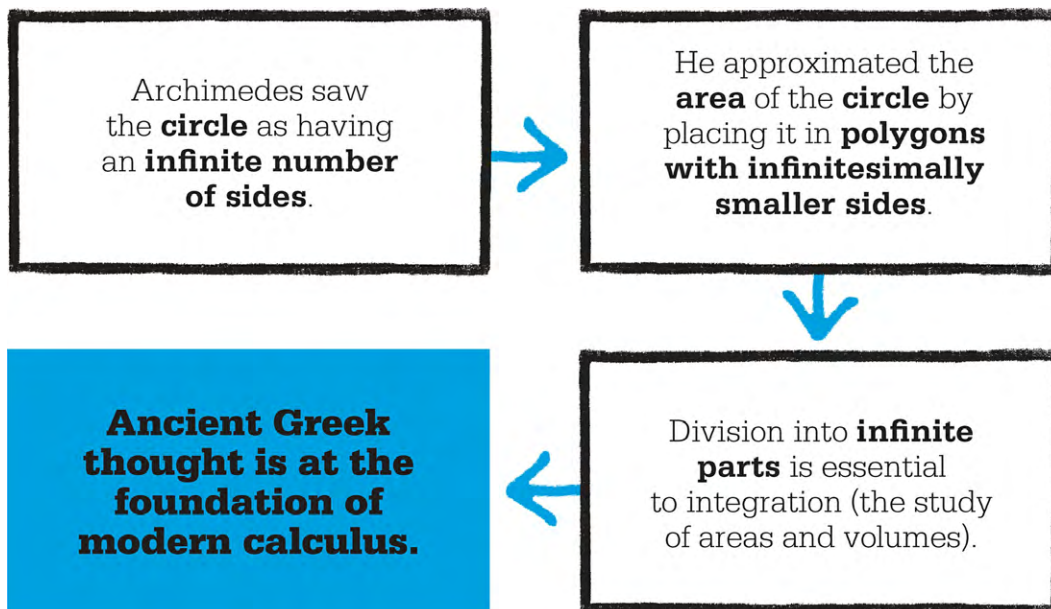 Archimedes saw
the circle as having
an infinite number
of sides.
He approximated the
area of the circle by
placing it in polygons
with infinitesimally
smaller sides.
Division into infinite
parts is essential
to integration (the study
of areas and volumes).
Ancient Greek
thought is at the
foundation of
modern calculus.